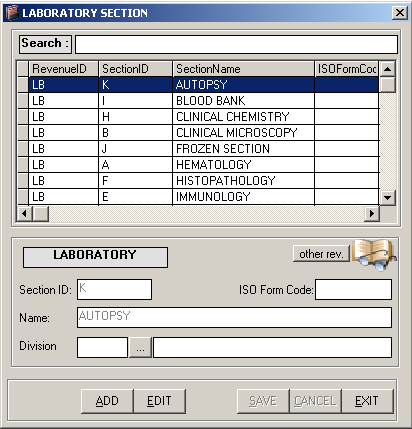 LABORATORY SECTION
Search :
RevenueID SectionID SectionName ISOFormCod
LB K AUTOPSY
LB I BLOOD BANK
LB H CLINICAL CHEMISTRY
LB B CLINICAL MICROSCOPY
LB J FROZEN SECTION
LB A HEMATOLOGY
LB F HISTOPATHOLOGY
LB E IMMUNOLOGY
LABORATORY other rev.
Section ID: K ISO Form Code:
Name: AUTOPSY
Division ...
ADD EDIT SAVE CANCEL EXIT